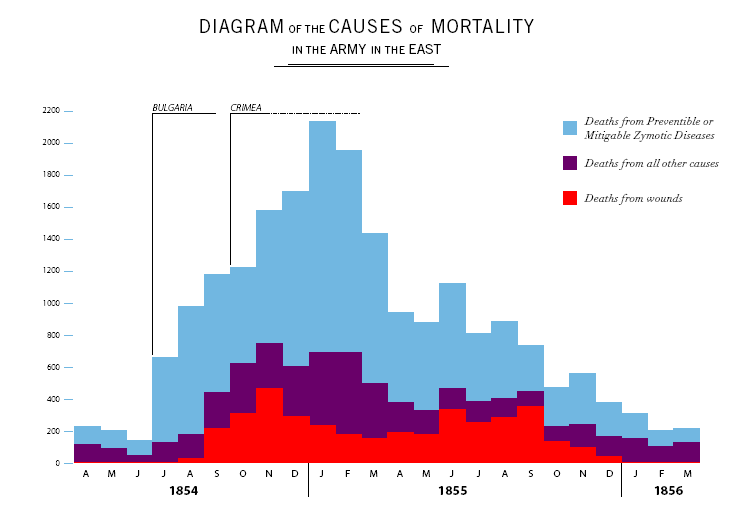 DIAGRAM OF THE CAUSES OF MORTALITY
IN THE ARMY IN THE EAST
BULGARIA
CRIMEA
2200
2000
1800
1600
1400
1200
1000
800
600
400
200
0
Deaths from Preventible or
Mitigable Zymotic Diseases
Deaths from all other causes
Deaths from wounds
A M J J A S O N D J F M A M J J A S O N D J F M
1854 1855 1856